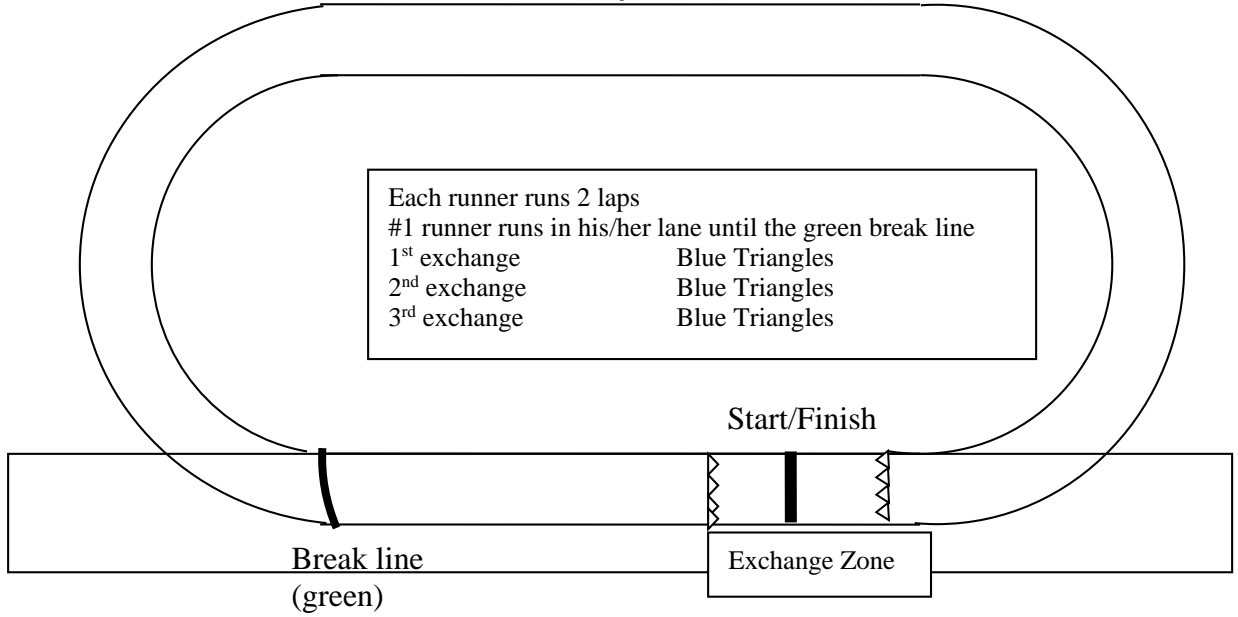 Each runner runs 2 laps
#1 runner runs in his/her lane until the green break line
1st exchange Blue Triangles
2nd exchange Blue Triangles
3rd exchange Blue Triangles
Start/Finish
Exchange Zone
Break line
(green)